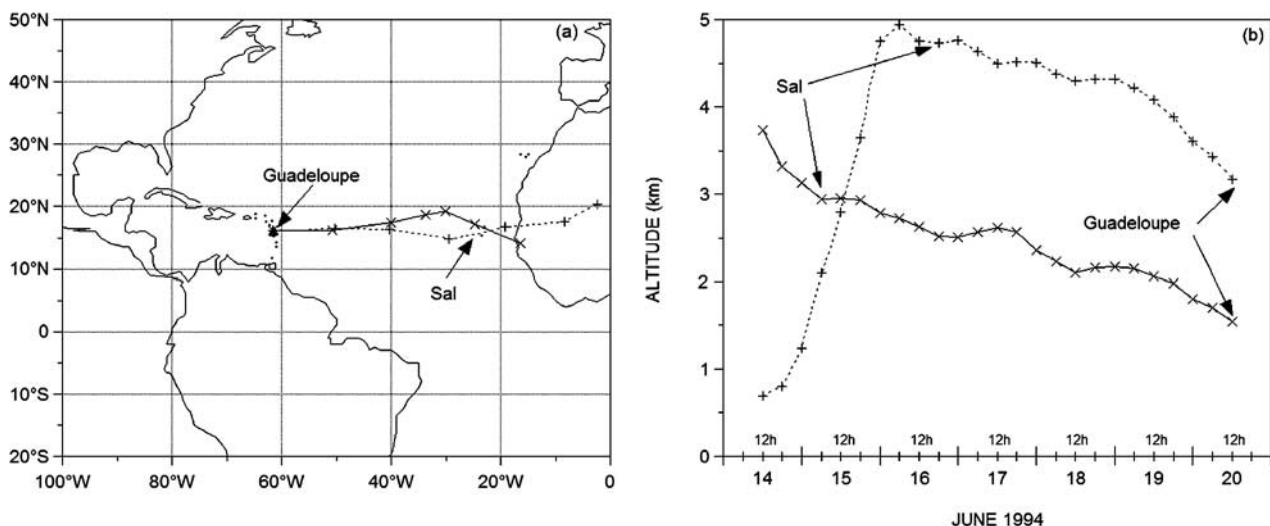 (a)
50°N
40°N
30°N
20°N
10°N
0
10°S
20°S
100°W
80°W
60°W
40°W
20°W
0
Guadeloupe
Sal
(b)
5
4
3
2
1
0
ALTITUDE (km)
Sal
Guadeloupe
12h 12h 12h 12h 12h 12h 12h
14 15 16 17 18 19 20
JUNE 1994